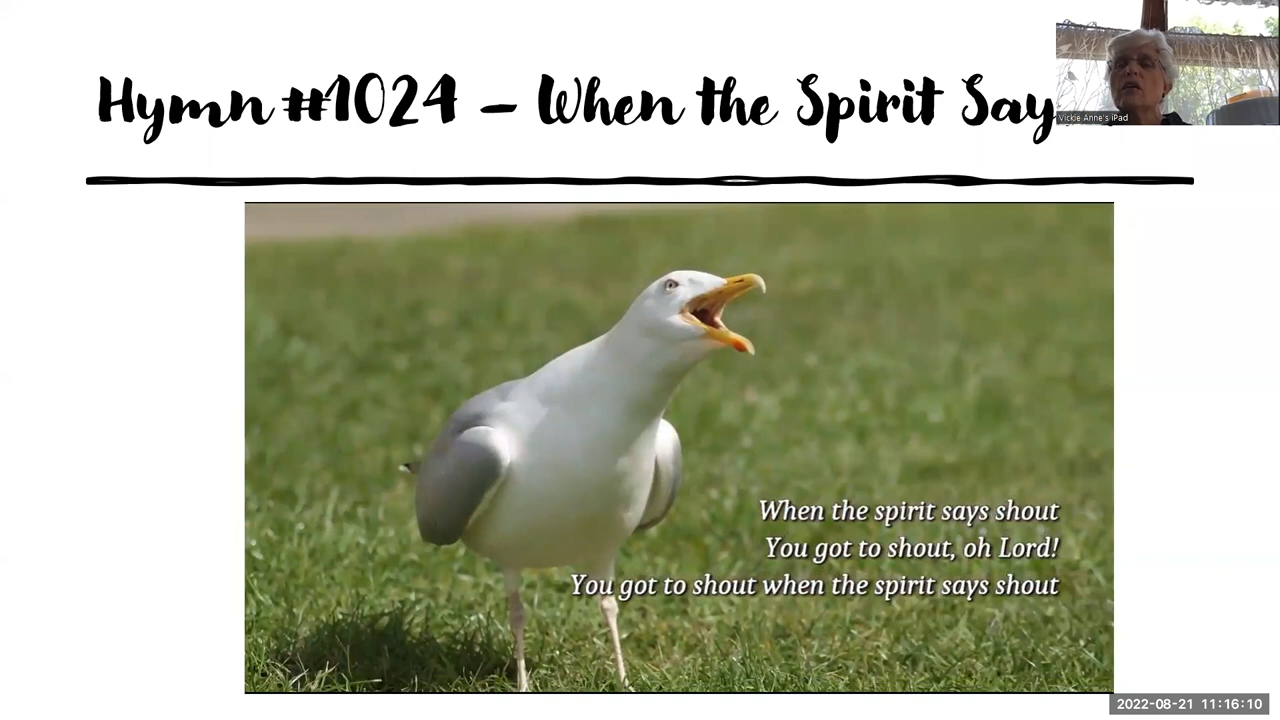 Hymn #1024 – When the Spirit Say
Vickie Anne's iPad
When the spirit says shout
You got to shout, oh Lord!
You got to shout when the spirit says shout
2022-08-21 11:16:10